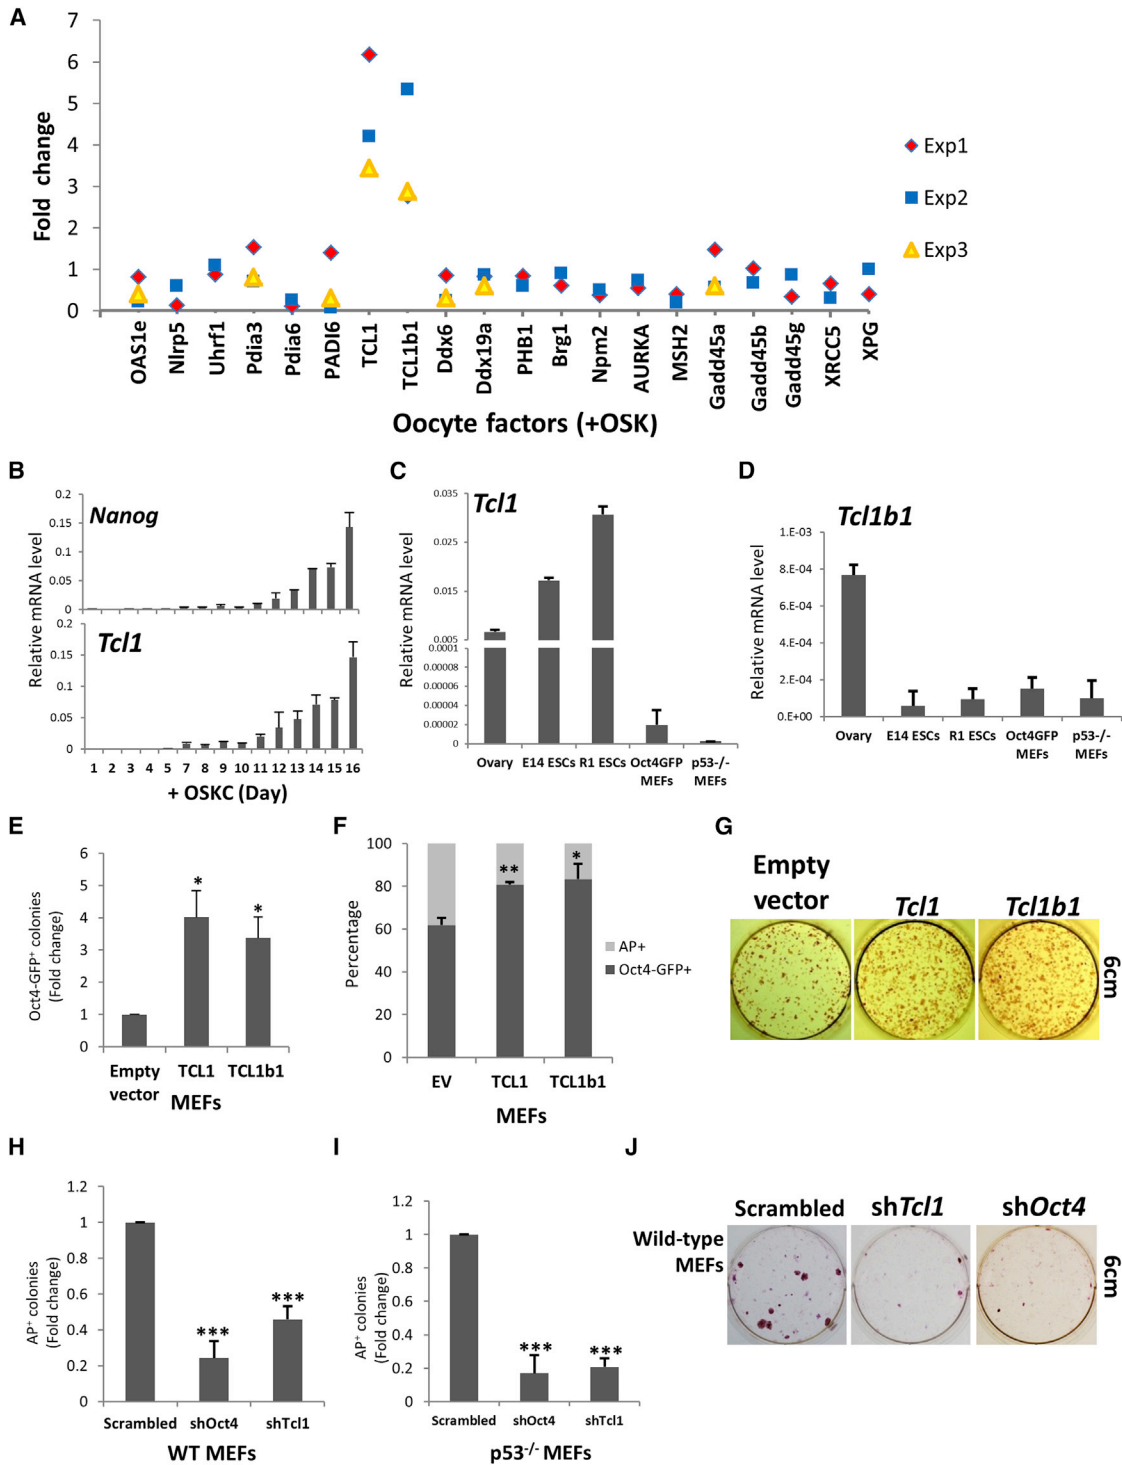 A
7
6
5
4
3
2
1
0
Fold change
Exp1
Exp2
Exp3
OAS1e
Nlrp5
Uhrf1
Pdia3
Pdia6
PADI6
TCL1
TCL1b1
Ddx6
Ddx19a
PHB1
Brg1
Npm2
AURKA
MSH2
Gadd45a
Gadd45b
Gadd45g
XRCC5
XPG
Oocyte factors (+OSK)
B
Relative mRNA level
0.2
0.15
0.1
0.05
0
Nanog
0.2
0.15
0.1
0.05
0
Tcl1
1 2 3 4 5 7 8 9 10 11 12 13 14 15 16
+ OSKC (Day)
C
Tcl1
Relative mRNA level
0.035
0.025
0.015
0.005
0.0001
0.00008
0.00006
0.00004
0.00002
0
Ovary E14 ESCs R1 ESCs Oct4GFP MEFs p53-/- MEFs
D
Tcl1b1
Relative mRNA level
1.E-03
8.E-04
6.E-04
4.E-04
2.E-04
0.E+00
Ovary E14 ESCs R1 ESCs Oct4GFP MEFs p53-/- MEFs
E
Oct4-GFP⁺ colonies
(Fold change)
6
5
4
3
2
1
0
* *
Empty vector TCL1 TCL1b1
MEFs
F
Percentage
100
80
60
40
20
0
** *
AP+
Oct4-GFP+
EV TCL1 TCL1b1
MEFs
G
Empty vector Tcl1 Tcl1b1
6cm
H
AP⁺ colonies
(Fold change)
1.2
1
0.8
0.6
0.4
0.2
0
*** ***
Scrambled shOct4 shTcl1
WT MEFs
I
AP⁺ colonies
(Fold change)
1.2
1
0.8
0.6
0.4
0.2
0
*** ***
Scrambled shOct4 shTcl1
p53⁻/⁻ MEFs
J
Scrambled shTcl1 shOct4
Wild-type
MEFs
6cm